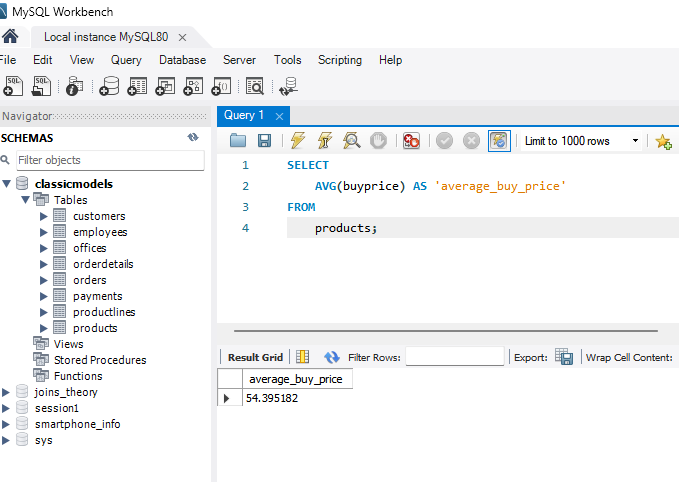 MySQL Workbench
Local instance MySQL80
File Edit View Query Database Server Tools Scripting Help
SQL SQL
Navigator
SCHEMAS
Filter objects
classicmodels
Tables
customers
employees
offices
orderdetails
orders
payments
productlines
products
Views
Stored Procedures
Functions
joins_theory
session1
smartphone_info
sys
Query 1
Limit to 1000 rows
1 SELECT
2 AVG(buyprice) AS 'average_buy_price'
3 FROM
4 products;
Result Grid Filter Rows: Export: Wrap Cell Content:
average_buy_price
54.395182